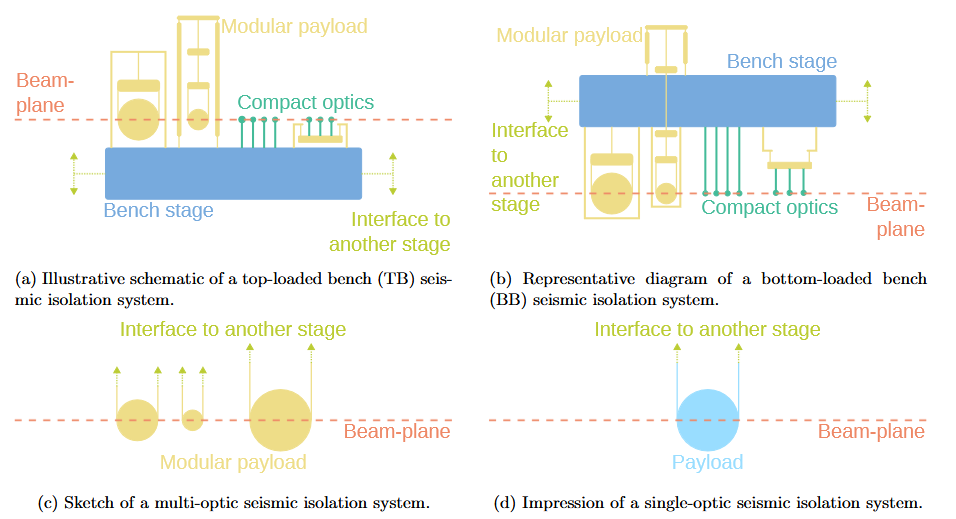 Modular payload
Beam-
plane
Compact optics
Bench stage
Interface to
another stage
(a) Illustrative schematic of a top-loaded bench (TB) seis-
mic isolation system.
Modular payload
Bench stage
Interface
to
another
stage
Compact optics
Beam-
plane
(b) Representative diagram of a bottom-loaded bench
(BB) seismic isolation system.
Interface to another stage
Beam-plane
Modular payload
(c) Sketch of a multi-optic seismic isolation system.
Interface to another stage
Beam-plane
Payload
(d) Impression of a single-optic seismic isolation system.